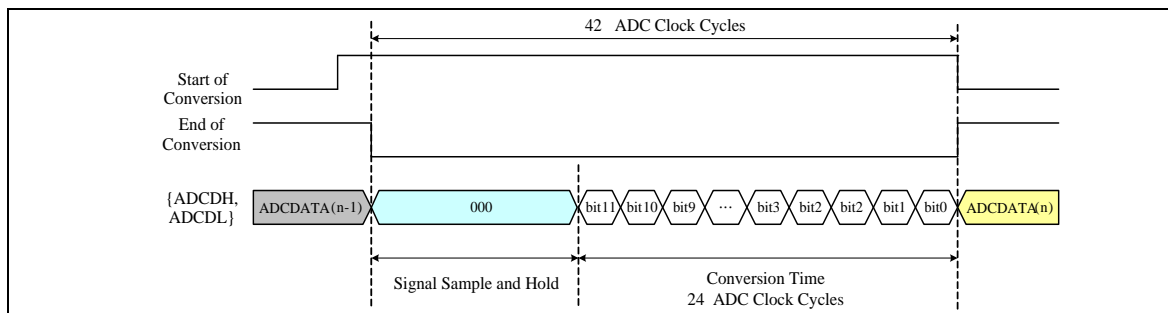 42 ADC Clock Cycles
Start of
Conversion
End of
Conversion
{ADCDH,
ADCDL}
ADCDATA(n-1) 000 bit11 bit10 bit9 ... bit3 bit2 bit2 bit1 bit0 ADCDATA(n)
Signal Sample and Hold
Conversion Time
24 ADC Clock Cycles